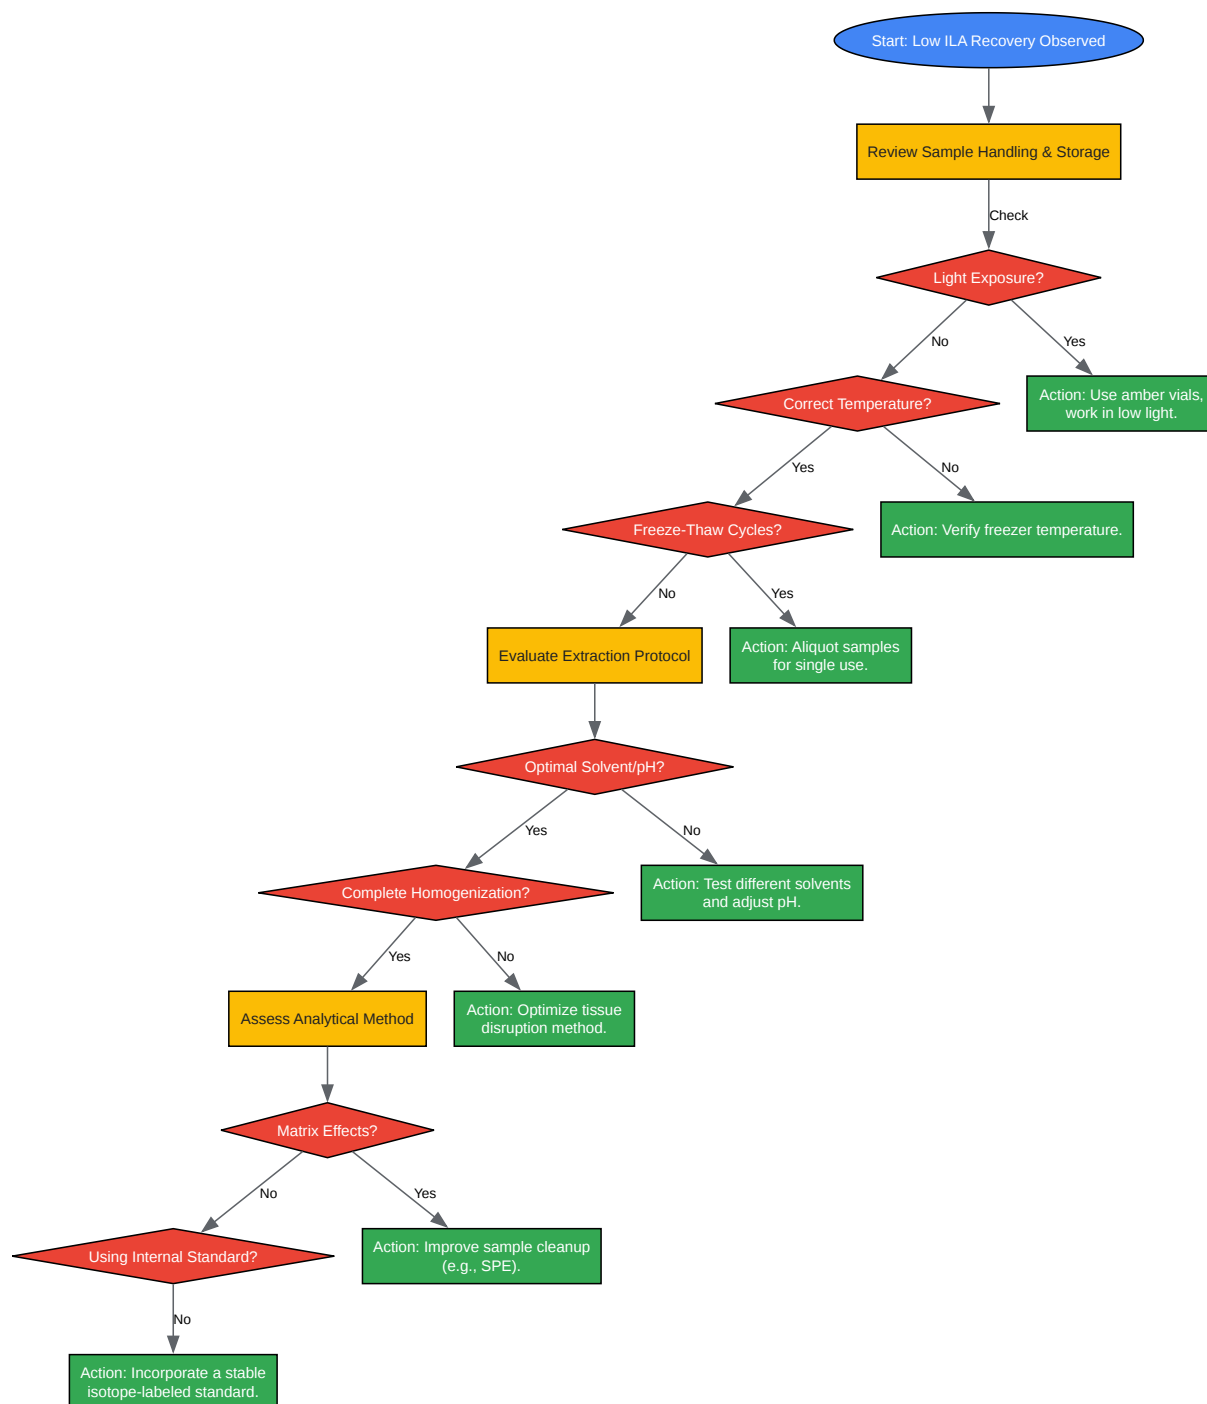 Start: Low ILA Recovery Observed
Review Sample Handling & Storage
Check
Light Exposure?
No
Yes
Correct Temperature?
Action: Use amber vials,
work in low light.
Yes
No
Freeze-Thaw Cycles?
Action: Verify freezer temperature.
No
Yes
Evaluate Extraction Protocol
Action: Aliquot samples
for single use.
Optimal Solvent/pH?
Yes
No
Complete Homogenization?
Action: Test different solvents
and adjust pH.
Yes
No
Assess Analytical Method
Action: Optimize tissue
disruption method.
Matrix Effects?
No
Yes
Using Internal Standard?
Action: Improve sample cleanup
(e.g., SPE).
No
Action: Incorporate a stable
isotope-labeled standard.